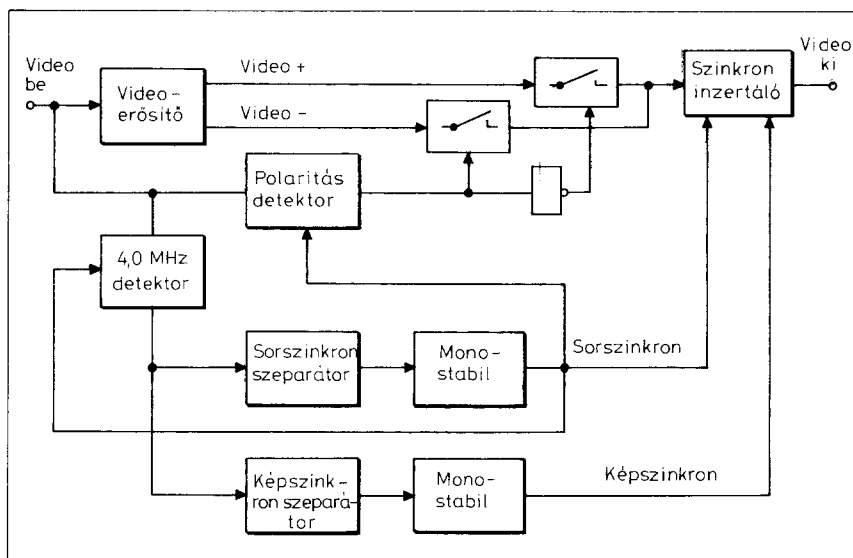 Video
be
Video -
erősítő
Video +
Video -
Szinkron
inzertáló
Video
ki
Polaritás
detektor
4,0 MHz
detektor
Sorszinkron
szeparátor
Mono -
stabil
Sorszinkron
Képszink -
ron szepará-
tor
Mono -
stabil
Képszinkron